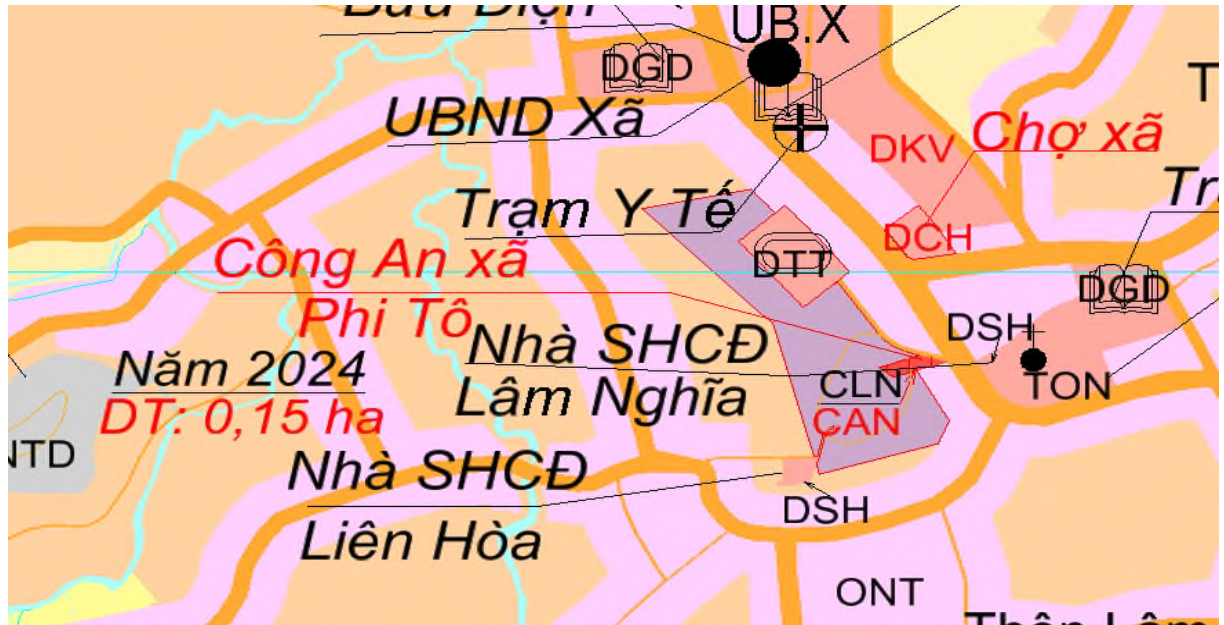 Bưu Điện
UB.X
DGD
UBND Xã
DKV
Chợ xã
Trạm Y Tế
DCH
Công An xã
Phi Tô
DTT
DGD
Nhà SHCĐ
Lâm Nghĩa
DSH
Năm 2024
DT: 0,15 ha
CLN
CAN
TON
NTD
Nhà SHCĐ
Liên Hòa
DSH
ONT